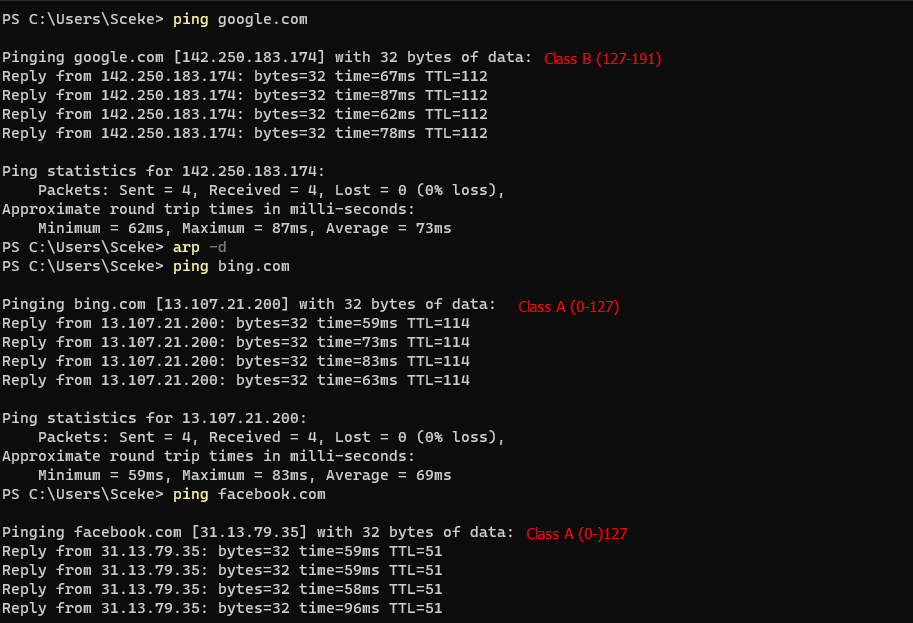 PS C:\Users\Sceke> ping google.com
Pinging google.com [142.250.183.174] with 32 bytes of data: Class B (127-191)
Reply from 142.250.183.174: bytes=32 time=67ms TTL=112
Reply from 142.250.183.174: bytes=32 time=87ms TTL=112
Reply from 142.250.183.174: bytes=32 time=62ms TTL=112
Reply from 142.250.183.174: bytes=32 time=78ms TTL=112
Ping statistics for 142.250.183.174:
    Packets: Sent = 4, Received = 4, Lost = 0 (0% loss),
Approximate round trip times in milli-seconds:
    Minimum = 62ms, Maximum = 87ms, Average = 73ms
PS C:\Users\Sceke> arp -d
PS C:\Users\Sceke> ping bing.com
Pinging bing.com [13.107.21.200] with 32 bytes of data: Class A (0-127)
Reply from 13.107.21.200: bytes=32 time=59ms TTL=114
Reply from 13.107.21.200: bytes=32 time=73ms TTL=114
Reply from 13.107.21.200: bytes=32 time=83ms TTL=114
Reply from 13.107.21.200: bytes=32 time=63ms TTL=114
Ping statistics for 13.107.21.200:
    Packets: Sent = 4, Received = 4, Lost = 0 (0% loss),
Approximate round trip times in milli-seconds:
    Minimum = 59ms, Maximum = 83ms, Average = 69ms
PS C:\Users\Sceke> ping facebook.com
Pinging facebook.com [31.13.79.35] with 32 bytes of data: Class A (0-)127
Reply from 31.13.79.35: bytes=32 time=59ms TTL=51
Reply from 31.13.79.35: bytes=32 time=59ms TTL=51
Reply from 31.13.79.35: bytes=32 time=58ms TTL=51
Reply from 31.13.79.35: bytes=32 time=96ms TTL=51